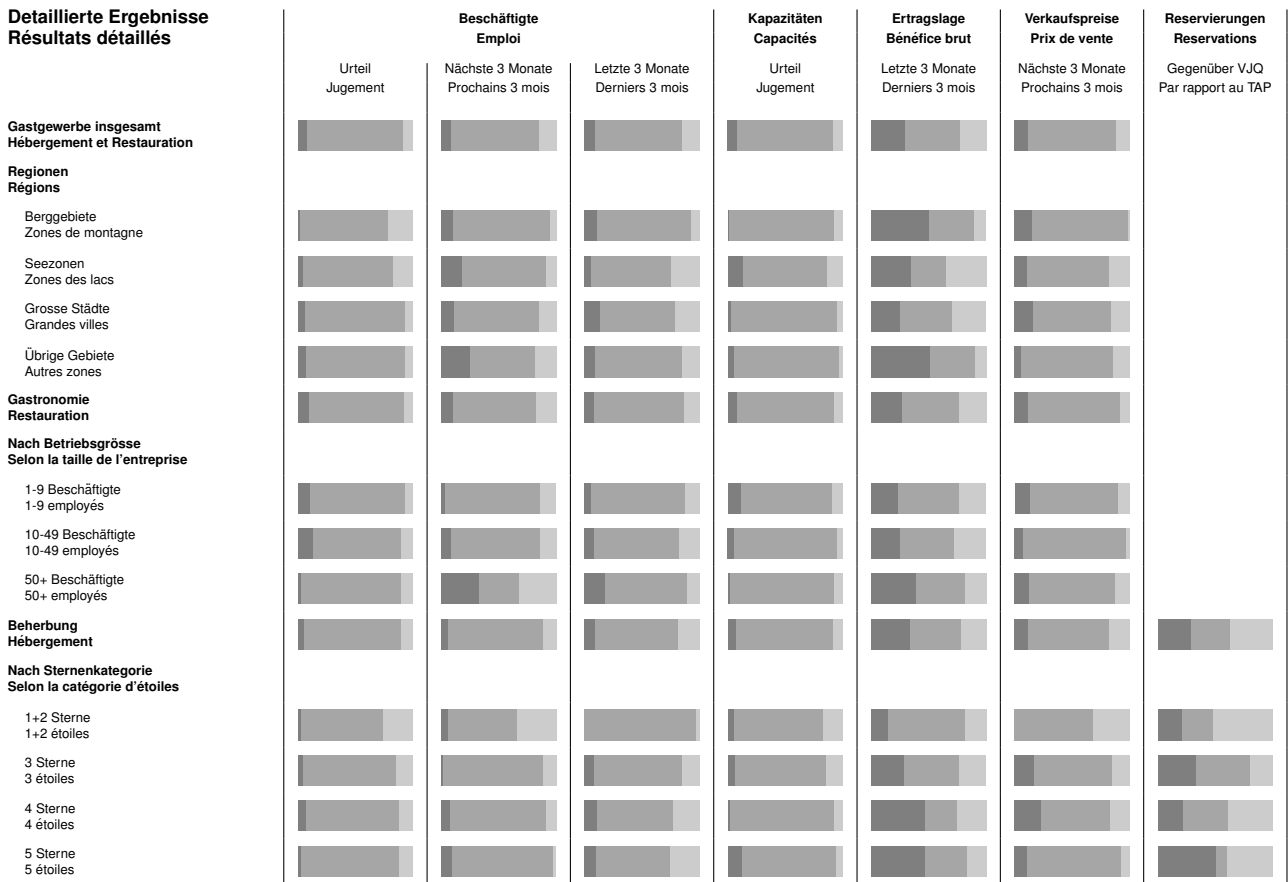 Detaillierte Ergebnisse
Résultats détaillés
Beschäftigte
Emploi
Kapazitäten
Capacités
Ertragslage
Bénéfice brut
Verkaufspreise
Prix de vente
Reservierungen
Reservations
Urteil
Jugement
Nächste 3 Monate
Prochains 3 mois
Letzte 3 Monate
Derniers 3 mois
Urteil
Jugement
Letzte 3 Monate
Derniers 3 mois
Nächste 3 Monate
Prochains 3 mois
Gegenüber VJQ
Par rapport au TAP
Gastgewerbe insgesamt
Hébergement et Restauration
Regionen
Régions
Berggebiete
Zones de montagne
Seezonen
Zones des lacs
Grosse Städte
Grandes villes
Übrige Gebiete
Autres zones
Gastronomie
Restauration
Nach Betriebsgrösse
Selon la taille de l'entreprise
1-9 Beschäftigte
1-9 employés
10-49 Beschäftigte
10-49 employés
50+ Beschäftigte
50+ employés
Beherbung
Hébergement
Nach Sternenkategorie
Selon la catégorie d'étoiles
1+2 Sterne
1+2 étoiles
3 Sterne
3 étoiles
4 Sterne
4 étoiles
5 Sterne
5 étoiles